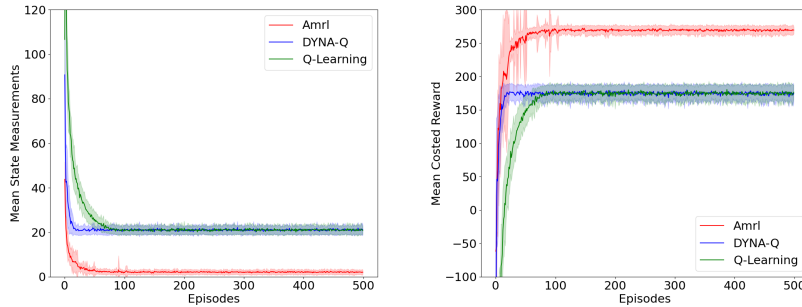 120
100
80
60
40
20
0
Mean State Measurements
Amrl
DYNA-Q
Q-Learning
0 100 200 300 400 500
Episodes
300
250
200
150
100
50
0
−50
−100
Mean Costed Reward
Amrl
DYNA-Q
Q-Learning
0 100 200 300 400 500
Episodes